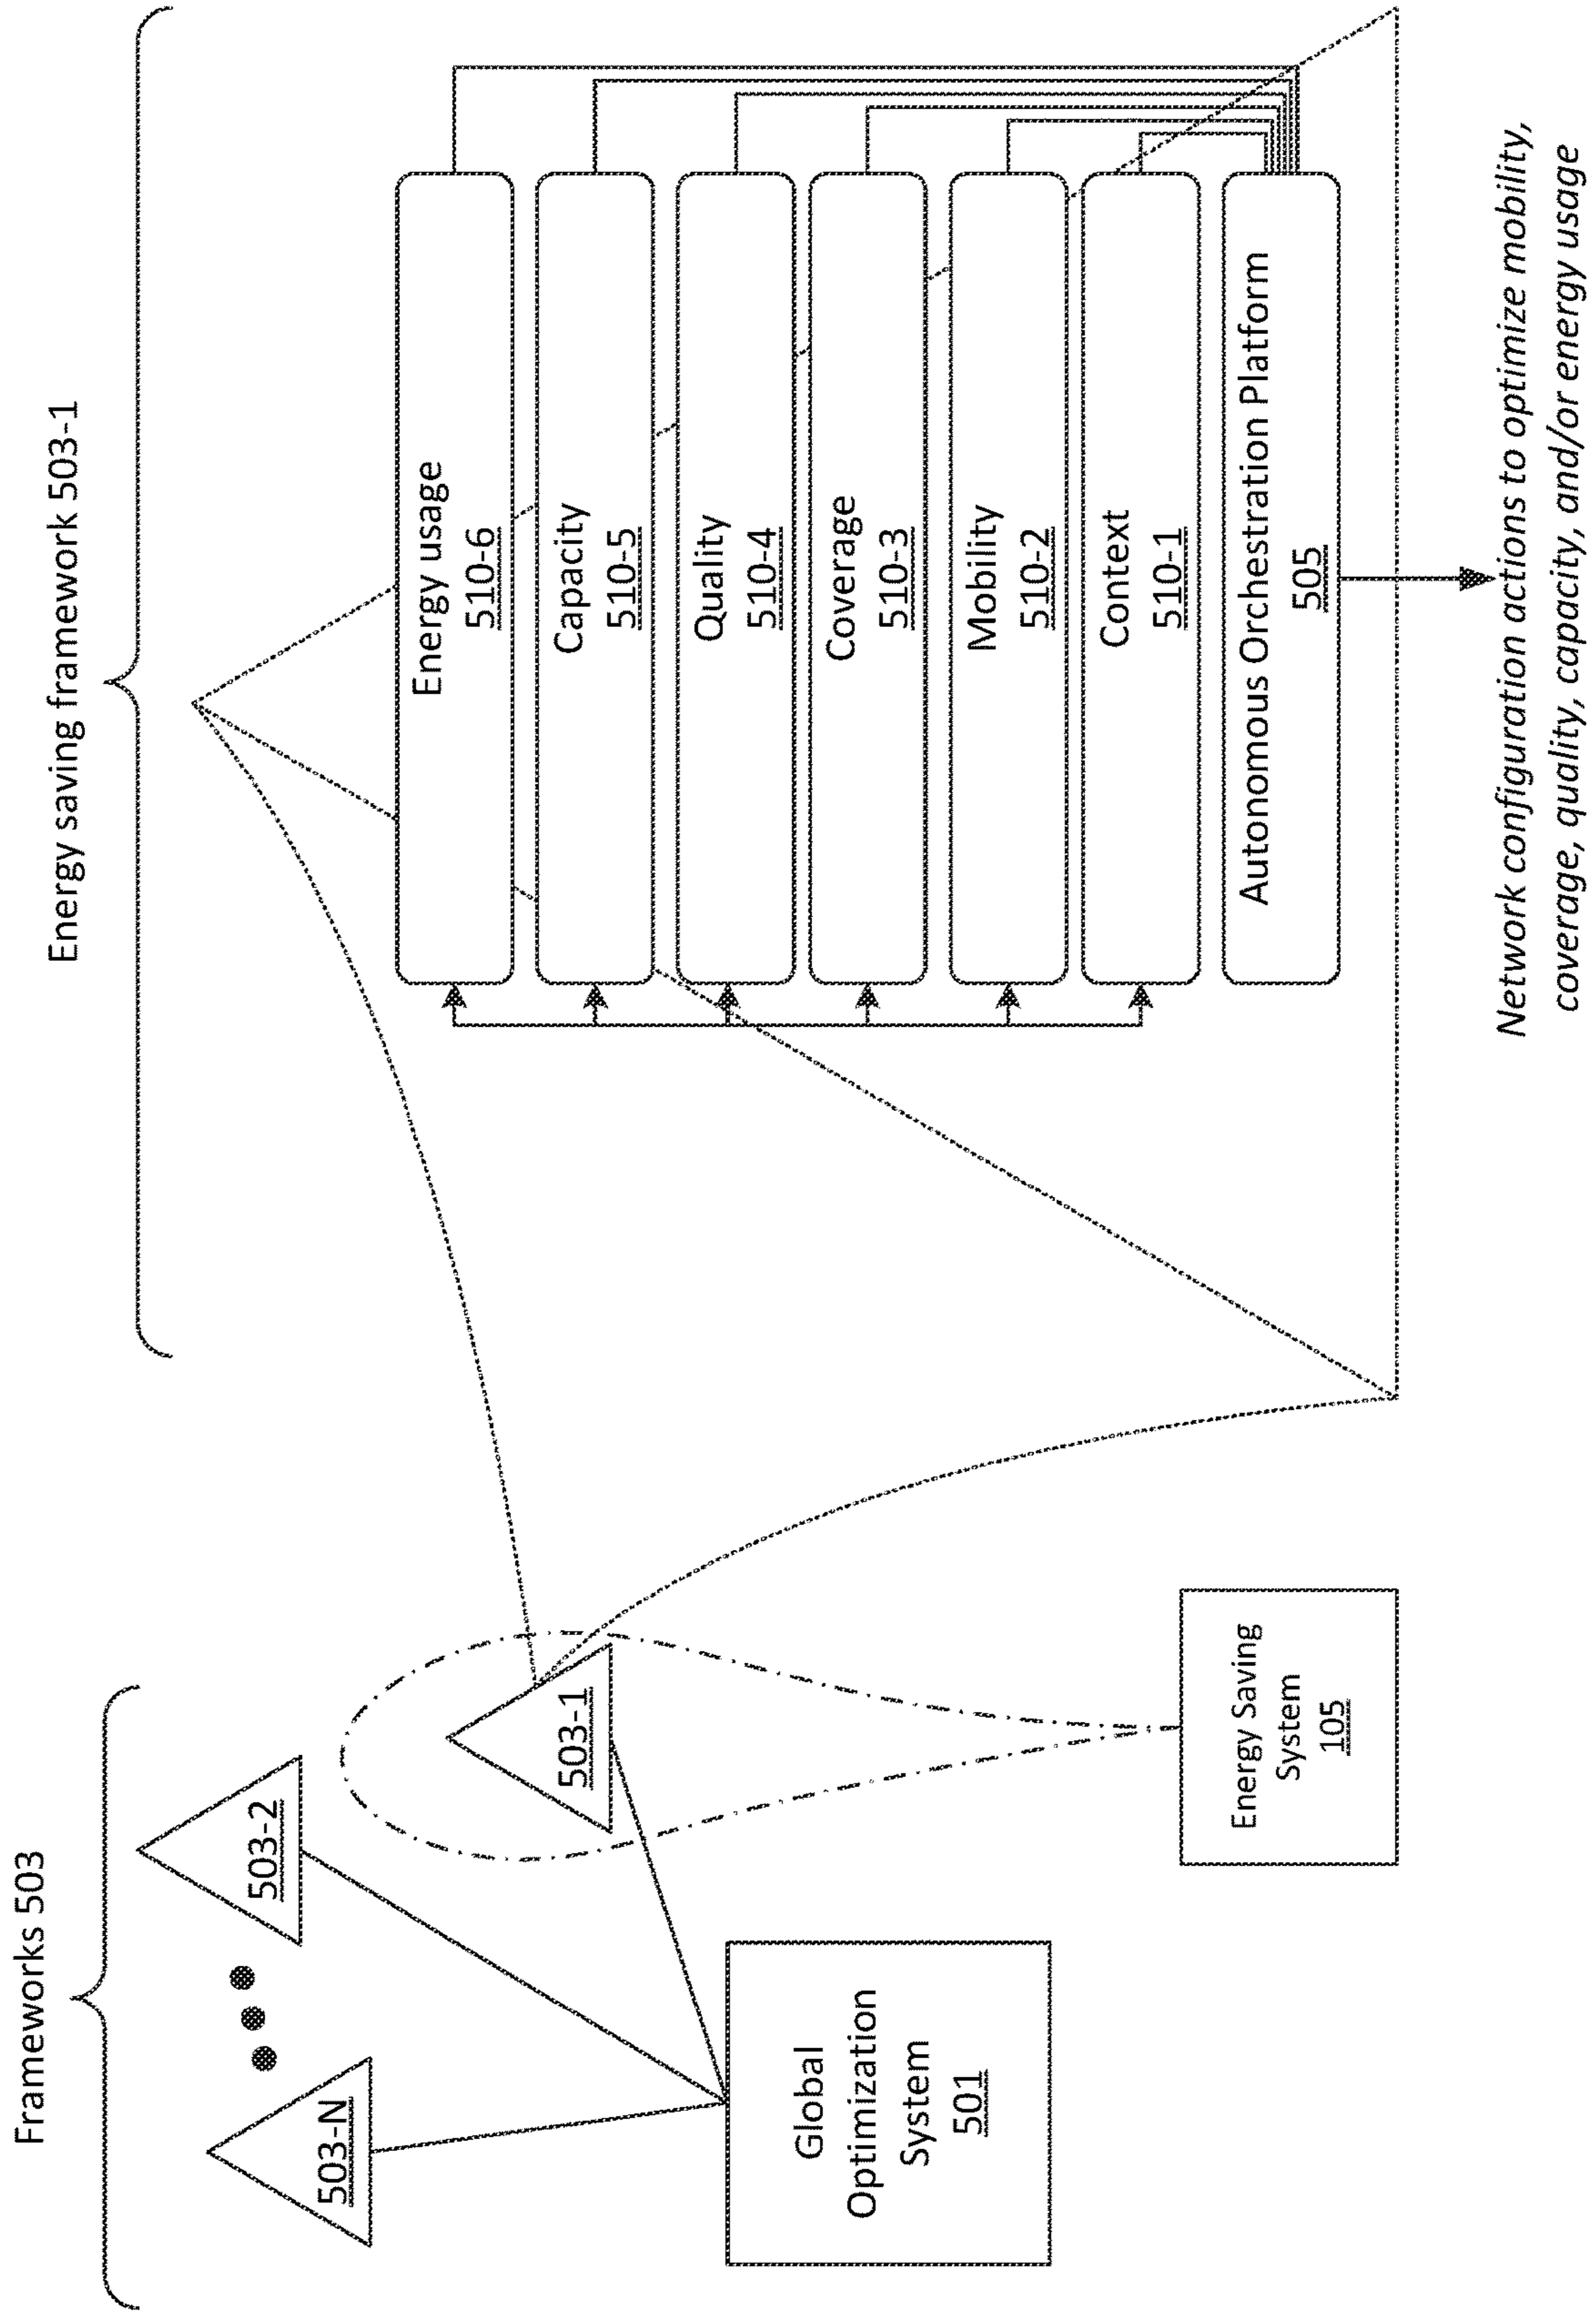 Frameworks 503
503-N
503-2
503-1
Global
Optimization
System
501
Energy Saving
System
105
Energy saving framework 503-1
Energy usage
510-6
Capacity
510-5
Quality
510-4
Coverage
510-3
Mobility
510-2
Context
510-1
Autonomous Orchestration Platform
505
Network configuration actions to optimize mobility,
coverage, quality, capacity, and/or energy usage